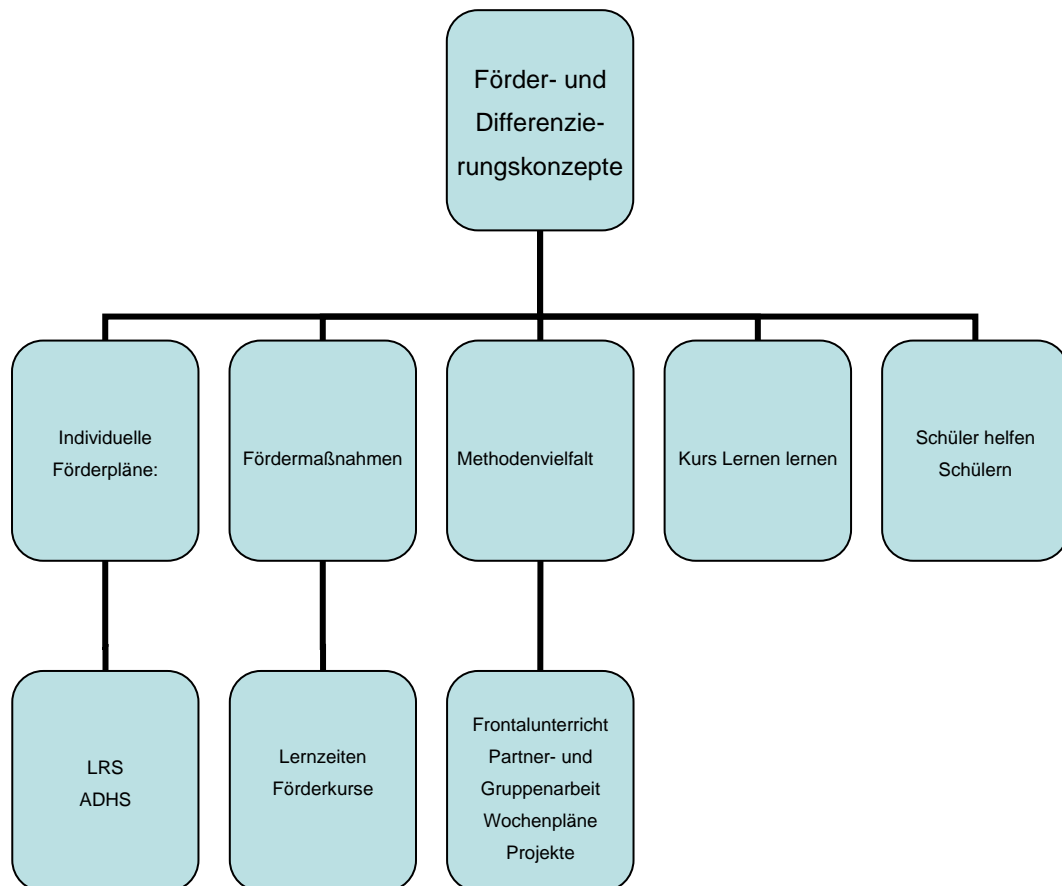 Förder- und
Differenzie-
rungskonzepte
Individuelle
Förderpläne:
Fördermaßnahmen
Methodenvielfalt
Kurs Lernen lernen
Schüler helfen
Schülern
LRS
ADHS
Lernzeiten
Förderkurse
Frontalunterricht
Partner- und
Gruppenarbeit
Wochenpläne
Projekte